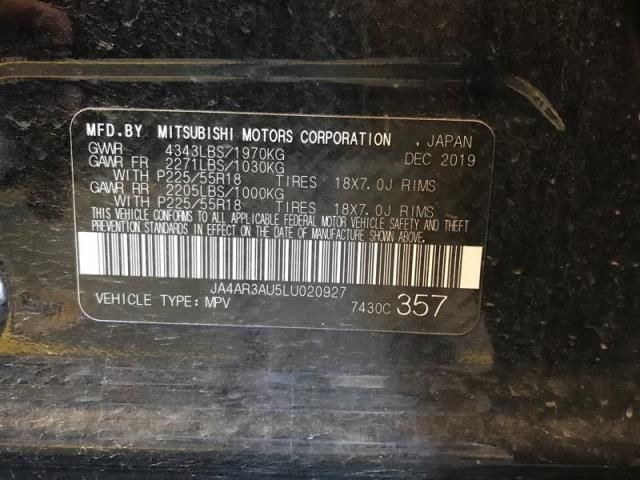 MFD.BY MITSUBISHI MOTORS CORPORATION , JAPAN
GVWR 4343LBS/1970KG DEC 2019
GAWR FR 2271LBS/1030KG
WITH P225/55R18 TIRES 18X7.0J RIMS
GAWR RR 2205LBS/1000KG
WITH P225/55R18 TIRES 18X7.0J RIMS
THIS VEHICLE CONFORMS TO ALL APPLICABLE FEDERAL MOTOR VEHICLE SAFETY AND THEFT
PREVENTION STANDARDS IN EFFECT ON THE DATE OF MANUFACTURE SHOWN ABOVE.
JA4AR3AU5LU020927
VEHICLE TYPE: MPV 7430C 357